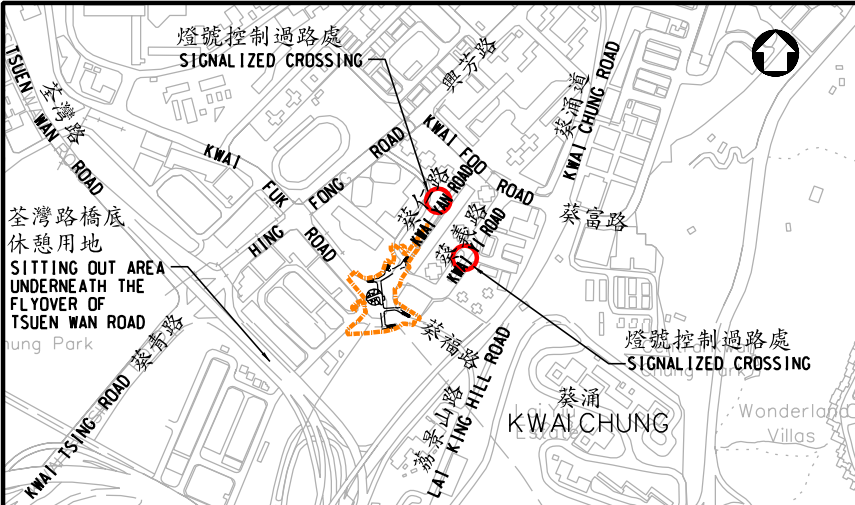 燈號控制過路處
SIGNALIZED CROSSING
興芳路
葵涌道
KWAI CHUNG ROAD
TSUEN WAN ROAD
荃灣路
KWAI FUK ROAD
HING FONG ROAD
KWAI FOO ROAD
葵仁路
KWAI YAN ROAD
葵義路
KWAI YI ROAD
葵富路
荃灣路橋底
休憩用地
SITTING OUT AREA
UNDERNEATH THE
FLYOVER OF
TSUEN WAN ROAD
hung Park
葵青路
KWAI TSING ROAD
葵福路
荔景山路
LAI KING HILL ROAD
燈號控制過路處
SIGNALIZED CROSSING
葵涌
KWAI CHUNG
Wonderland
Villas